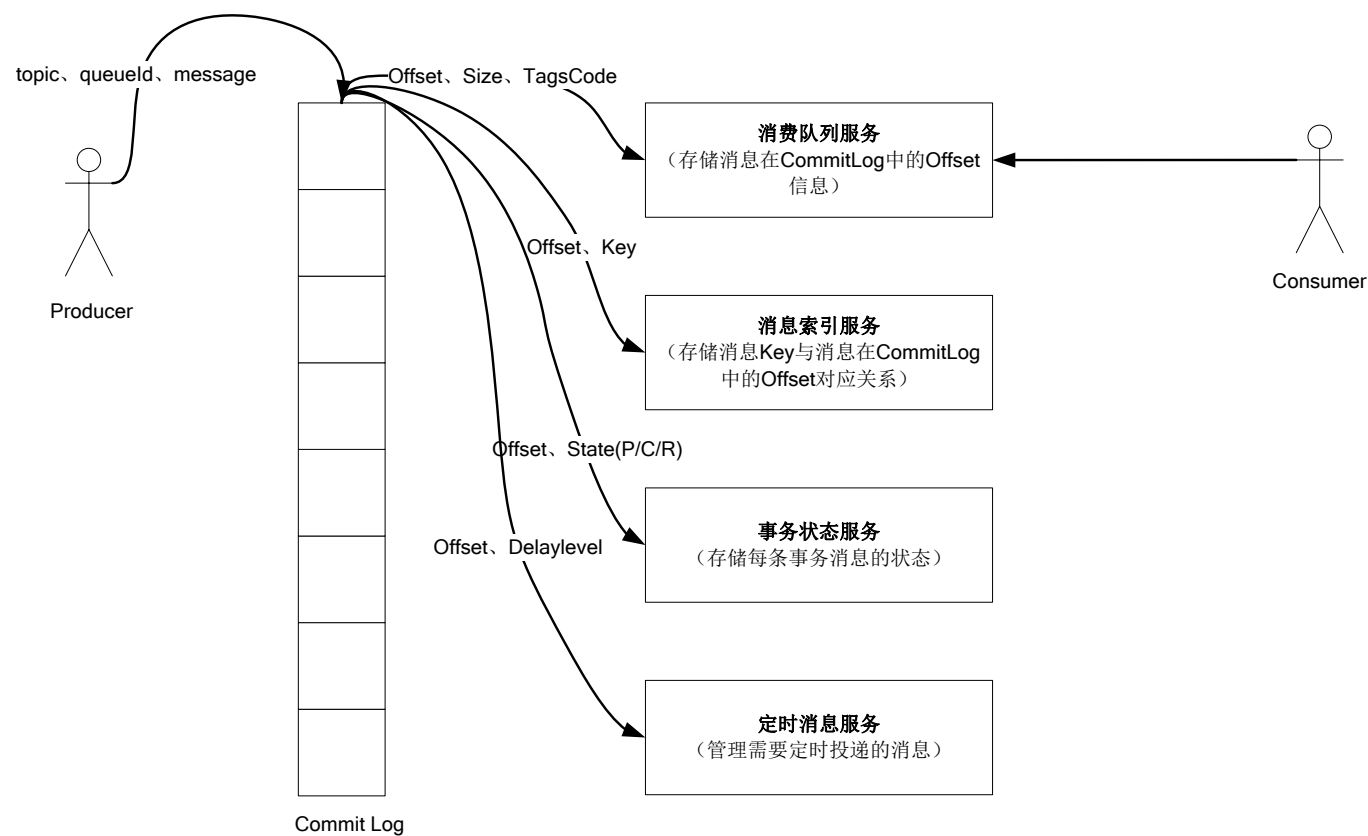 topic、queueId、message
Offset、Size、TagsCode
消费队列服务
（存储消息在CommitLog中的Offset
信息）
Offset、Key
Producer
Consumer
消息索引服务
（存储消息Key与消息在CommitLog
中的Offset对应关系）
Offset、State(P/C/R)
事务状态服务
（存储每条事务消息的状态）
Offset、Delaylevel
定时消息服务
（管理需要定时投递的消息）
Commit Log